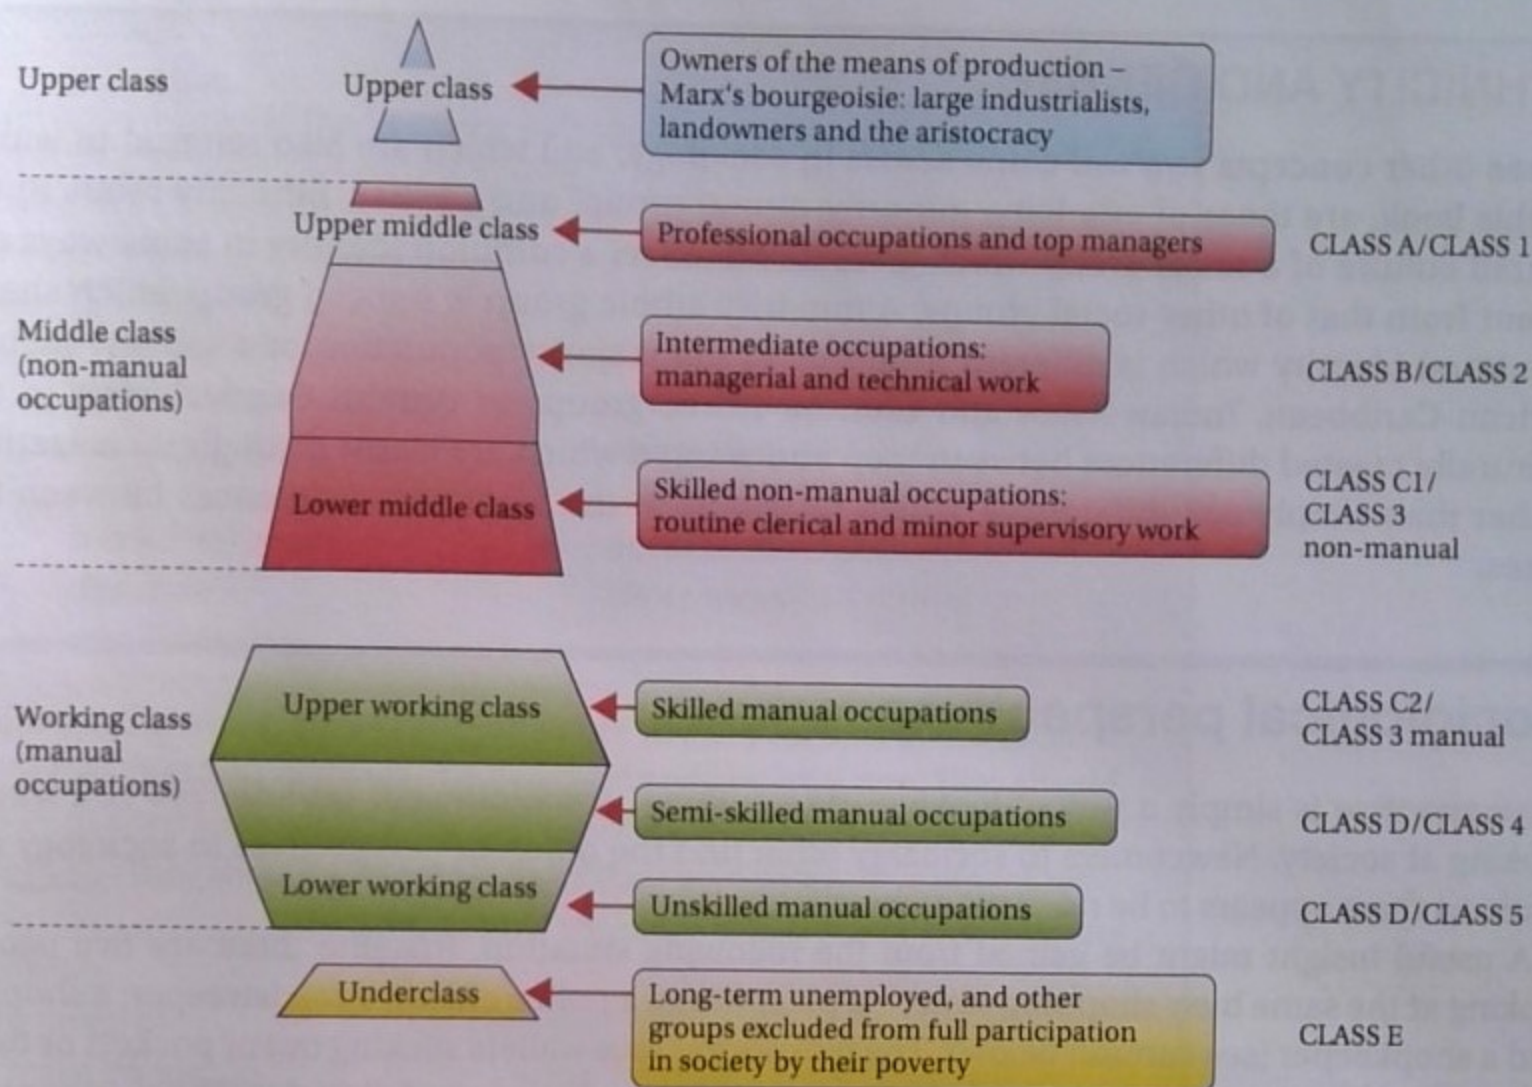 Upper class
Upper class
Owners of the means of production –
Marx's bourgeoisie: large industrialists,
landowners and the aristocracy
Upper middle class
Professional occupations and top managers
CLASS A/CLASS 1
Middle class
(non-manual
occupations)
Intermediate occupations:
managerial and technical work
CLASS B/CLASS 2
Lower middle class
Skilled non-manual occupations:
routine clerical and minor supervisory work
CLASS C1/
CLASS 3
non-manual
Working class
(manual
occupations)
Upper working class
Skilled manual occupations
CLASS C2/
CLASS 3 manual
Semi-skilled manual occupations
CLASS D/CLASS 4
Lower working class
Unskilled manual occupations
CLASS D/CLASS 5
Underclass
Long-term unemployed, and other
groups excluded from full participation
in society by their poverty
CLASS E